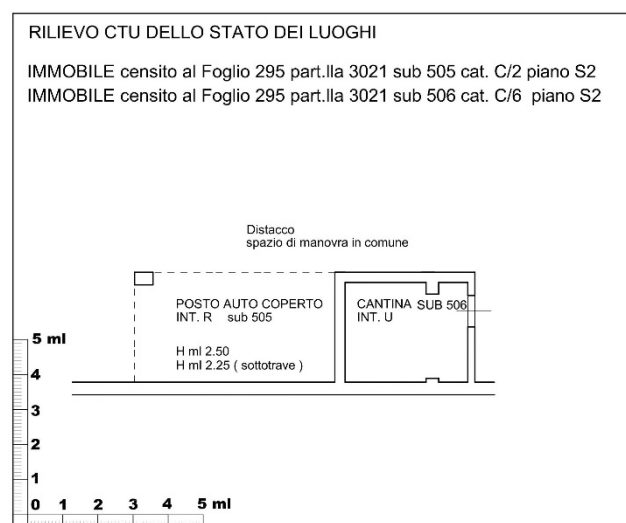 RILIEVO CTU DELLO STATO DEI LUOGHI
IMMOBILE censito al Foglio 295 part.lla 3021 sub 505 cat. C/2 piano S2
IMMOBILE censito al Foglio 295 part.lla 3021 sub 506 cat. C/6 piano S2
Distacco
spazio di manovra in comune
POSTO AUTO COPERTO
INT. R sub 505
H ml 2.50
H ml 2.25 ( sottotrave )
CANTINA SUB 506
INT. U
5 ml
4
3
2
1
0 1 2 3 4 5 ml